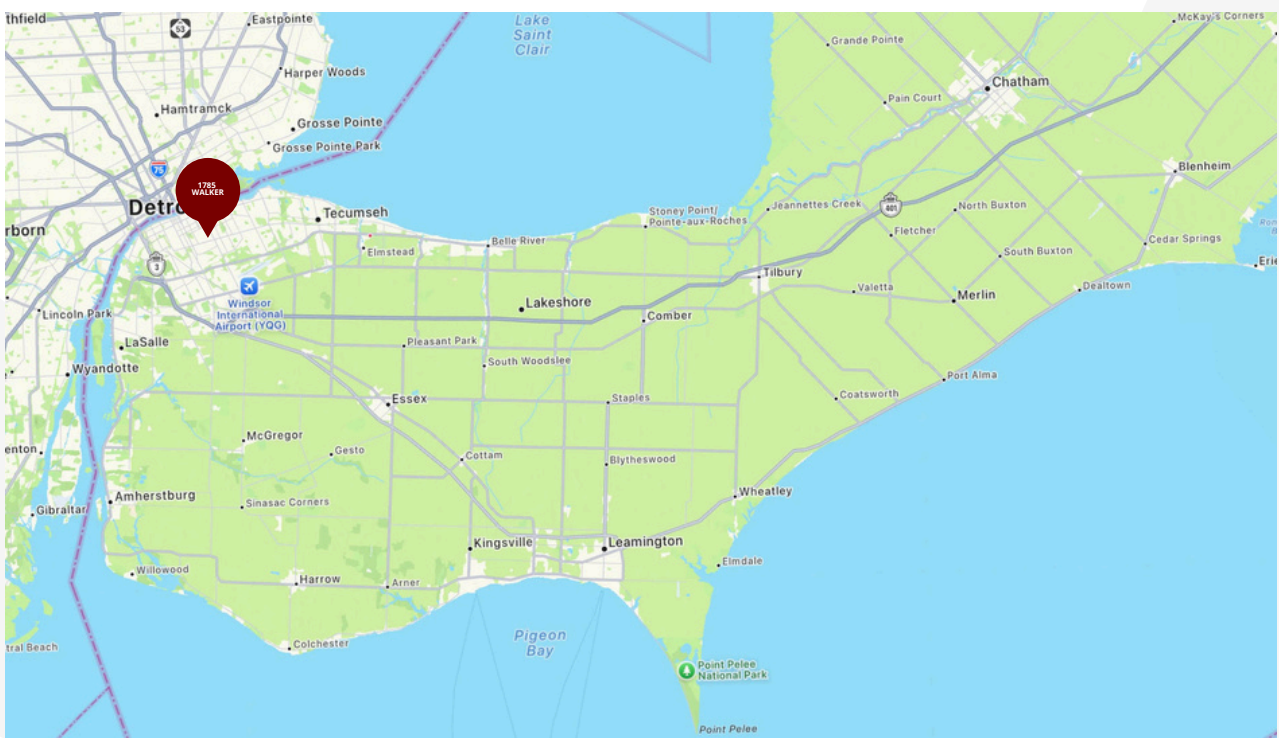 thfield
53
Eastpointe
Lake
Saint
Clair
McKay's Corners
Grande Pointe
Harper Woods
Chatham
Pain Court
Hamtramck
Grosse Pointe
Grosse Pointe Park
75
Blenheim
1785
WALKER
Detro
Tecumseh
Stoney Point/
Pointe-aux-Roches
Jeannettes Creek
401
North Buxton
rborn
Fletcher
Belle River
Elmstead
Cedar Springs
South Buxton
3
Erie
Tilbury
Windsor
International
Airport (YQG)
Valetta
Dealtown
Merlin
Lakeshore
Lincoln Park
Comber
LaSalle
Pleasant Park
South Woodslee
Wyandotte
Port Alma
Coatsworth
Essex
Staples
McGregor
enton
Gesto
Cottam
Blytheswood
Wheatley
Amherstburg
Sinasac Corners
Gibraltar
Kingsville
Leamington
Elmdale
Willowood
Harrow
Arner
Pigeon
Bay
Colchester
tral Beach
Point Pelee
National Park
Point Pelee